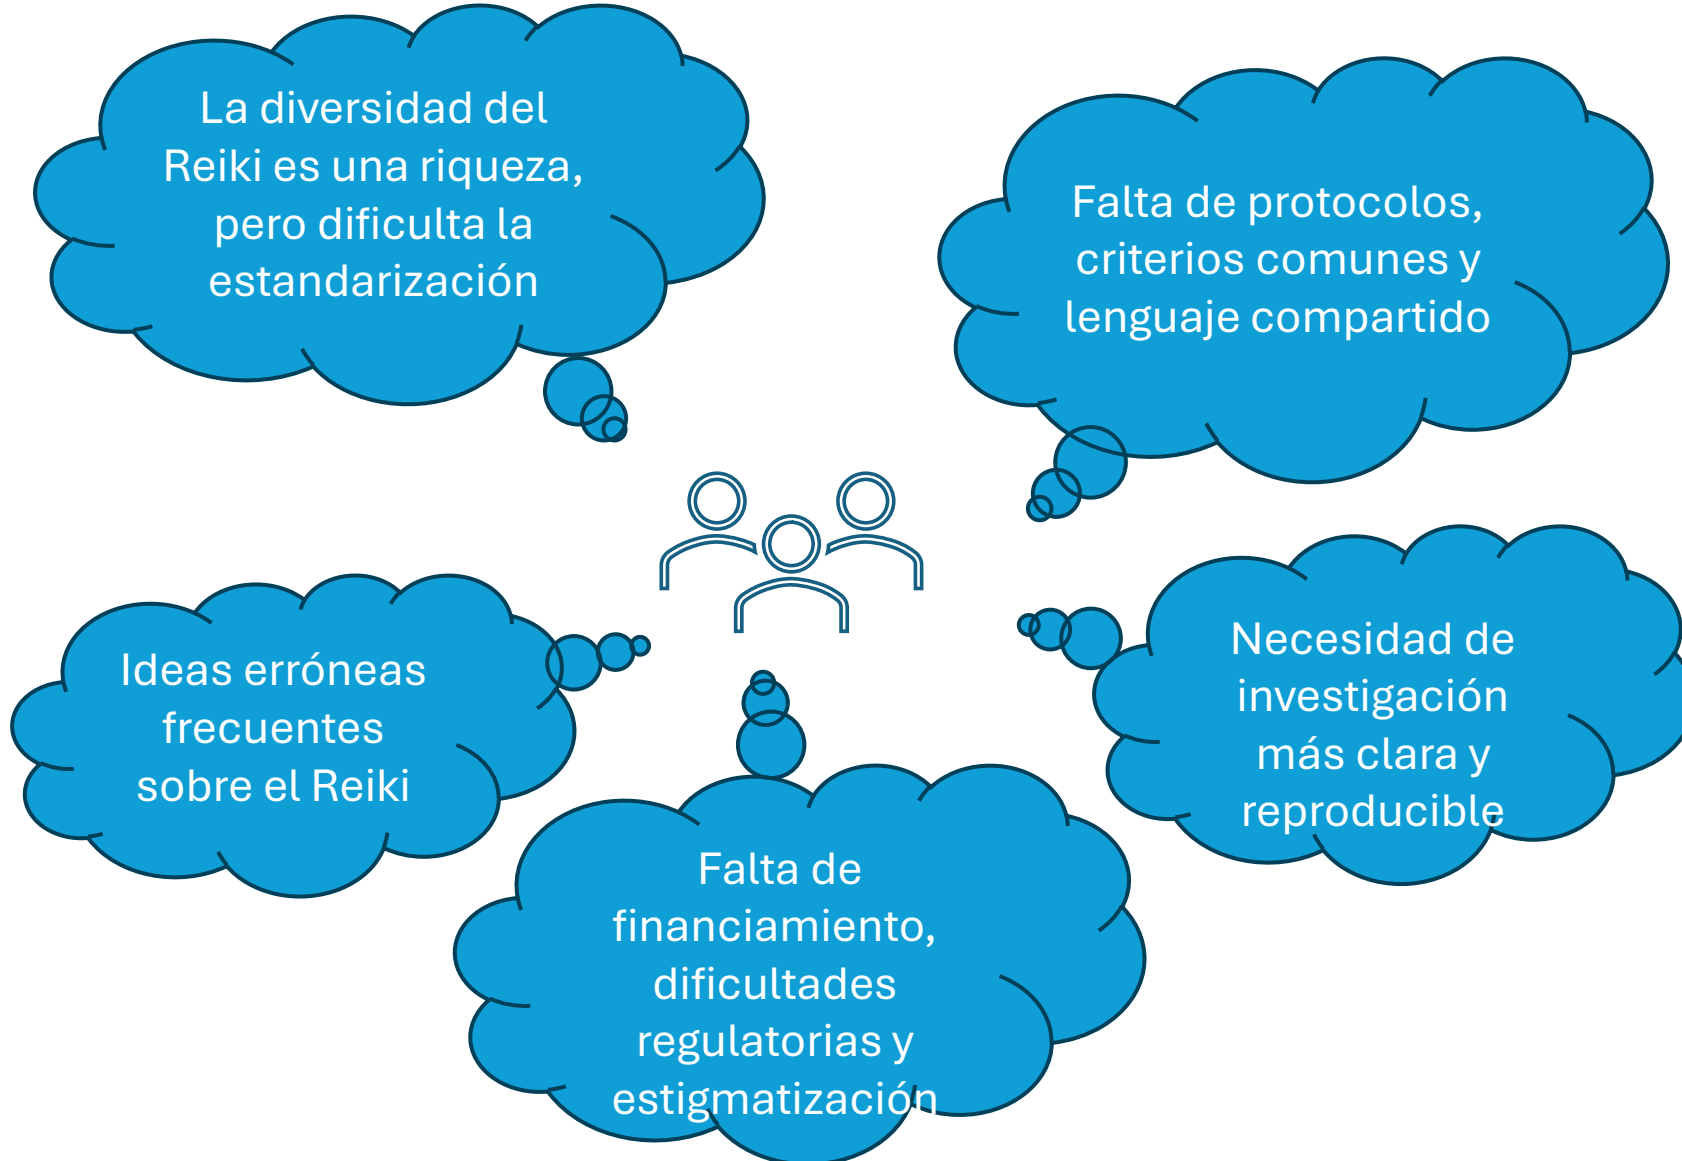 La diversidad del
Reiki es una riqueza,
pero dificulta la
estandarización
Falta de protocolos,
criterios comunes y
lenguaje compartido
Ideas erróneas
frecuentes
sobre el Reiki
Necesidad de
investigación
más clara y
reproducible
Falta de
financiamiento,
dificultades
regulatorias y
estigmatización